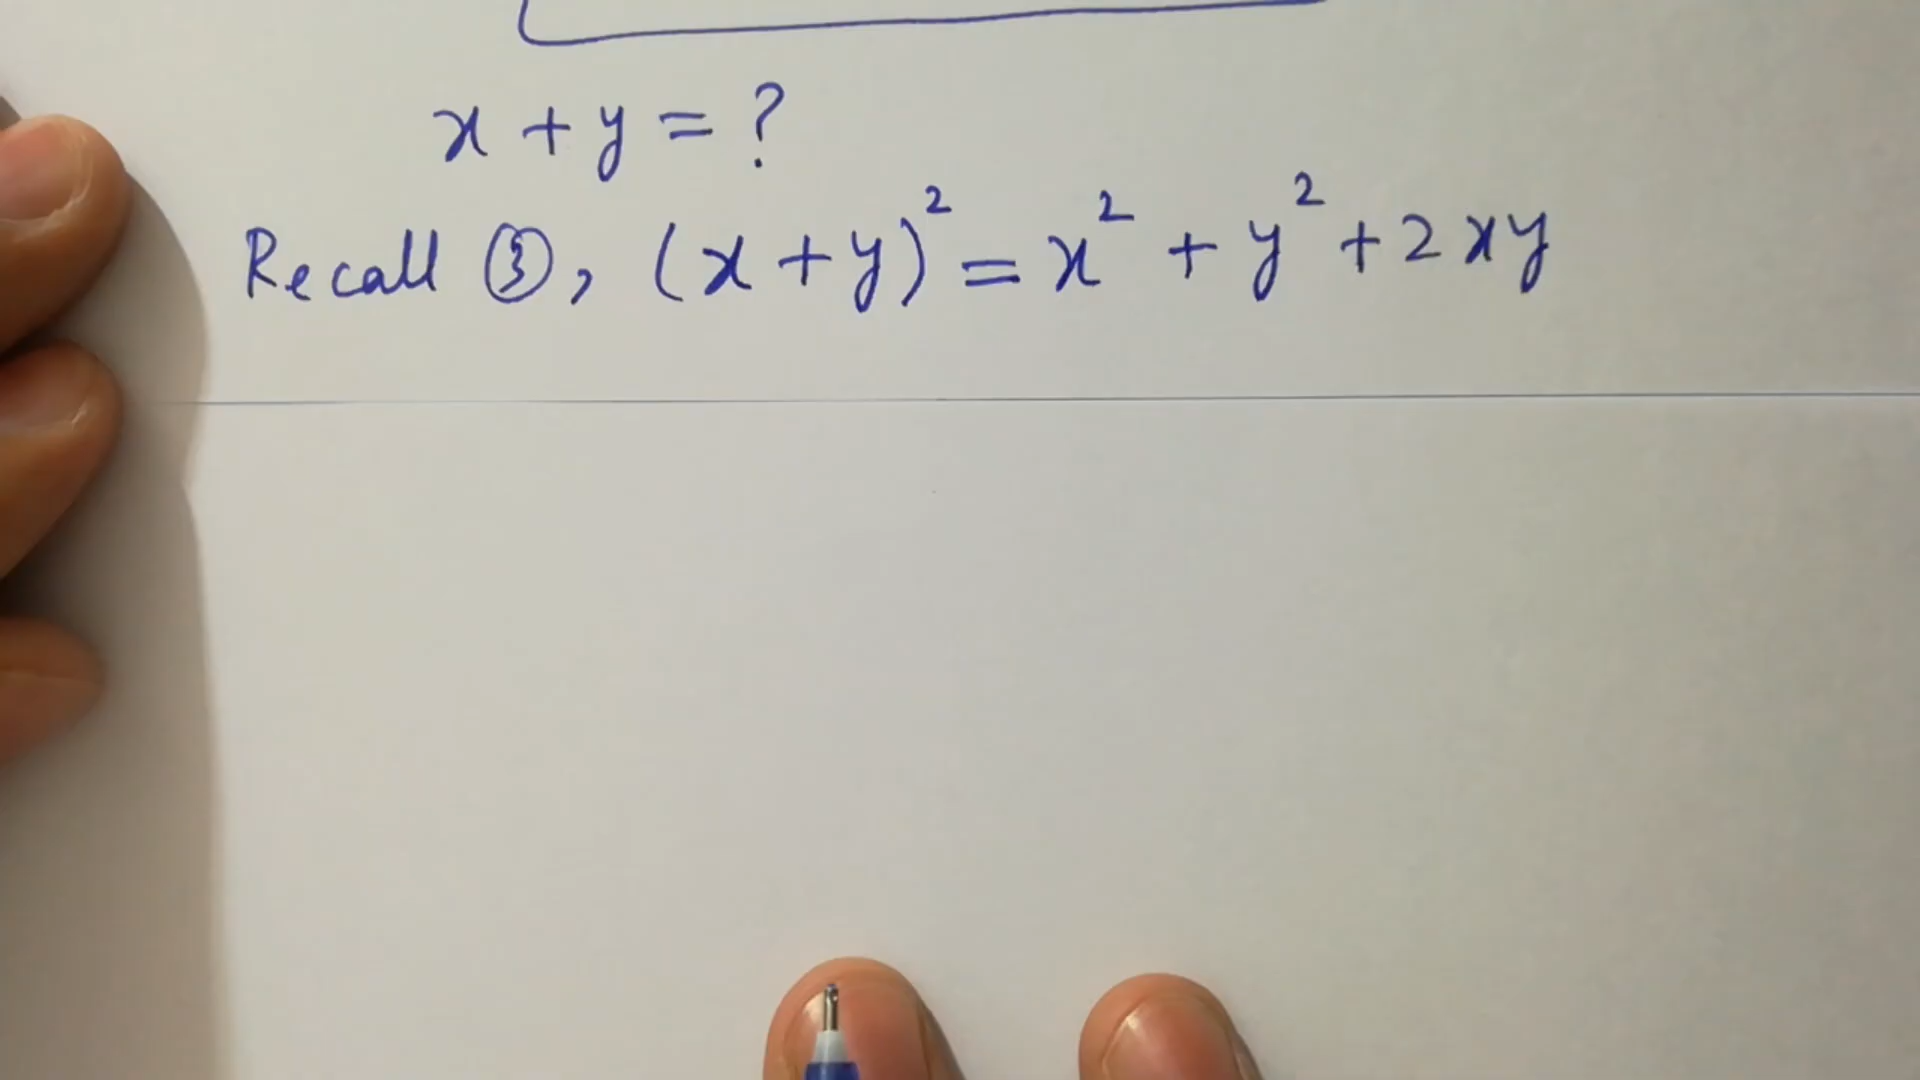 x + y = ?
Recall ③, (x + y)² = x² + y² + 2xy